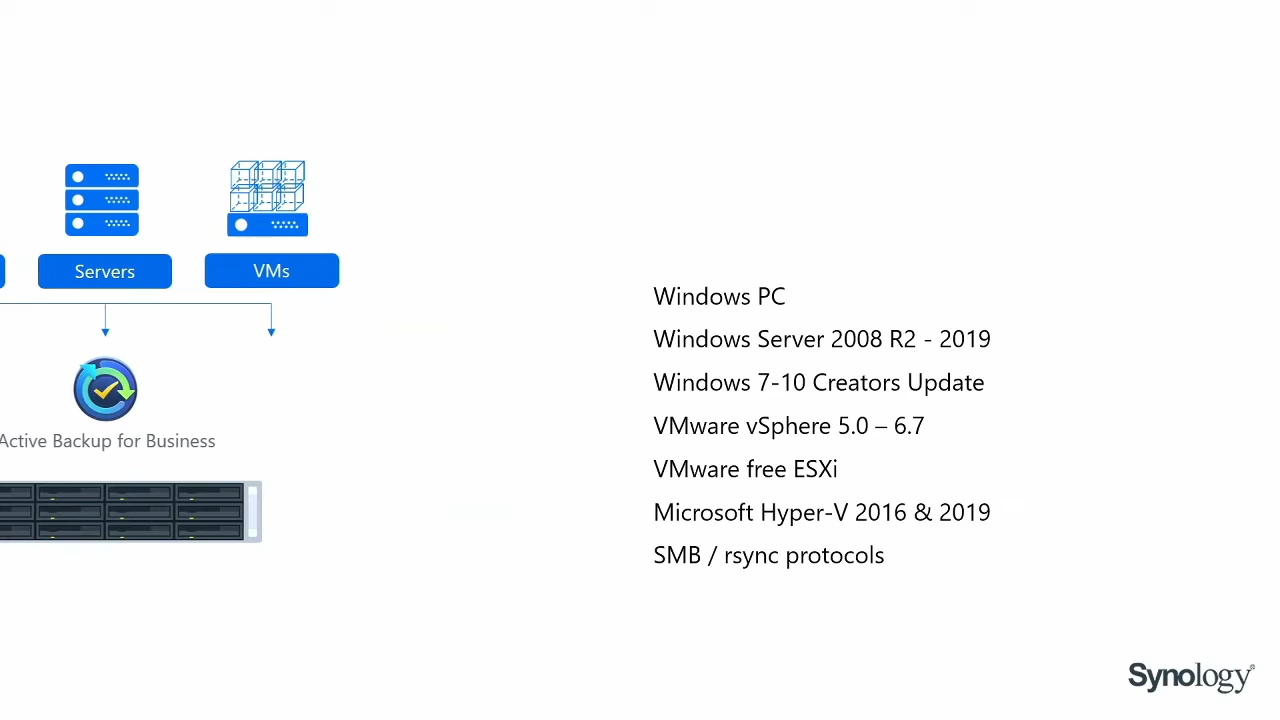 Servers
VMs
Active Backup for Business
Windows PC
Windows Server 2008 R2 - 2019
Windows 7-10 Creators Update
VMware vSphere 5.0 – 6.7
VMware free ESXi
Microsoft Hyper-V 2016 & 2019
SMB / rsync protocols
Synology®